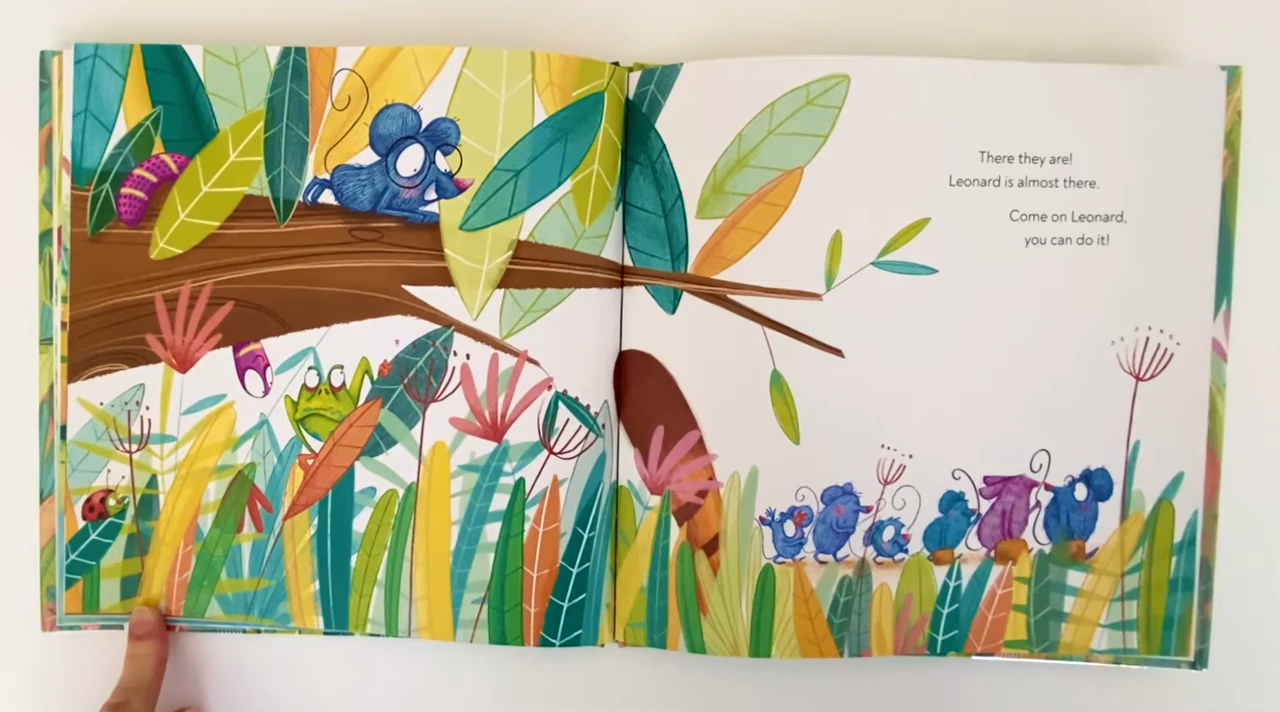 There they are!
Leonard is almost there.
Come on Leonard,
you can do it!